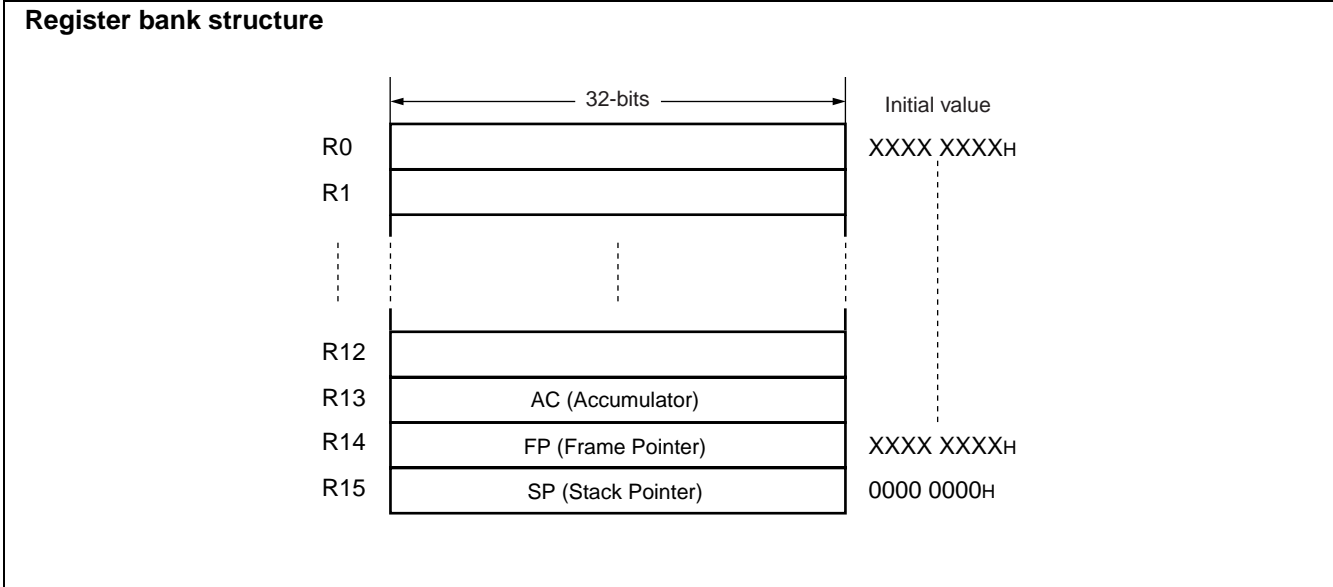 Register bank structure
32-bits
Initial value
R0 XXXX XXXXH
R1
R12
R13 AC (Accumulator)
R14 FP (Frame Pointer) XXXX XXXXH
R15 SP (Stack Pointer) 0000 0000H